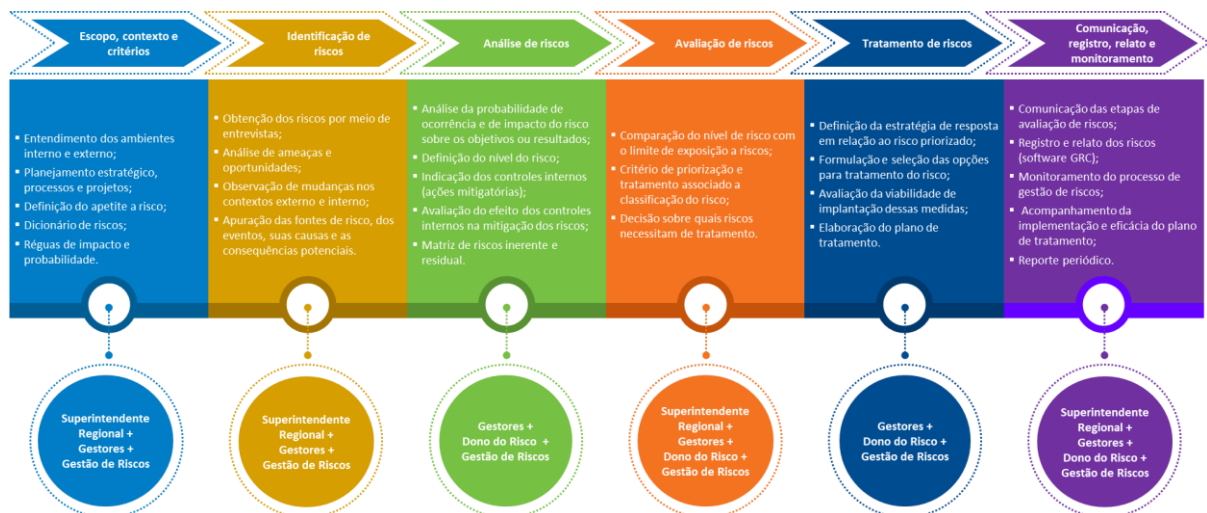 Escopo, contexto e
critérios
Identificação de
riscos
Análise de riscos
Avaliação de riscos
Tratamento de riscos
Comunicação,
registro, relato e
monitoramento
▪ Entendimento dos ambientes
interno e externo;
▪ Planejamento estratégico,
processos e projetos;
▪ Definição do apetite a risco;
▪ Dicionário de riscos;
▪ Réguas de impacto e
probabilidade.
▪ Obtenção dos riscos por meio de
entrevistas;
▪ Análise de ameaças e
oportunidades;
▪ Observação de mudanças nos
contextos externo e interno;
▪ Apuração das fontes de risco, dos
eventos, suas causas e as
consequências potenciais.
▪ Análise da probabilidade de
ocorrência e de impacto do risco
sobre os objetivos ou resultados;
▪ Definição do nível do risco;
▪ Indicação dos controles internos
(ações mitigatórias);
▪ Avaliação do efeito dos controles
internos na mitigação dos riscos;
▪ Matriz de riscos inerente e
residual.
▪ Comparação do nível de risco com
o limite de exposição a riscos;
▪ Critério de priorização e
tratamento associado a
classificação do risco;
▪ Decisão sobre quais riscos
necessitam de tratamento.
▪ Definição da estratégia de resposta
em relação ao risco priorizado;
▪ Formulação e seleção das opções
para tratamento do risco;
▪ Avaliação da viabilidade de
implantação dessas medidas;
▪ Elaboração do plano de
tratamento.
▪ Comunicação das etapas de
avaliação de riscos;
▪ Registro e relato dos riscos
(software GRC);
▪ Monitoramento do processo de
gestão de riscos;
▪ Acompanhamento da
implementação e eficácia do plano
de tratamento;
▪ Reporte periódico.
Superintendente
Regional +
Gestores +
Gestão de Riscos
Superintendente
Regional +
Gestores +
Gestão de Riscos
Gestores +
Dono do Risco +
Gestão de Riscos
Superintendente
Regional +
Gestores +
Dono do Risco +
Gestão de Riscos
Gestores +
Dono do Risco +
Gestão de Riscos
Superintendente
Regional +
Gestores +
Dono do Risco +
Gestão de Riscos